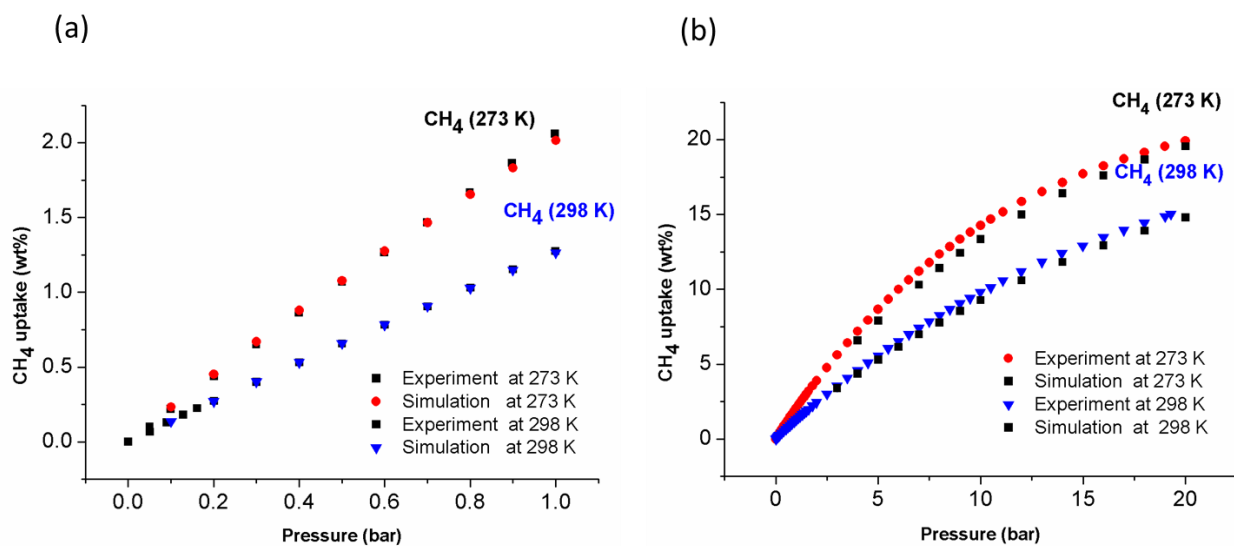 (a)
CH₄ (273 K)
CH₄ (298 K)
CH₄ uptake (wt%)
2.0
1.5
1.0
0.5
0.0
Experiment at 273 K
Simulation at 273 K
Experiment at 298 K
Simulation at 298 K
0.0 0.2 0.4 0.6 0.8 1.0
Pressure (bar)
(b)
CH₄ (273 K)
CH₄ (298 K)
CH₄ uptake (wt%)
25
20
15
10
5
0
Experiment at 273 K
Simulation at 273 K
Experiment at 298 K
Simulation at 298 K
0 5 10 15 20
Pressure (bar)